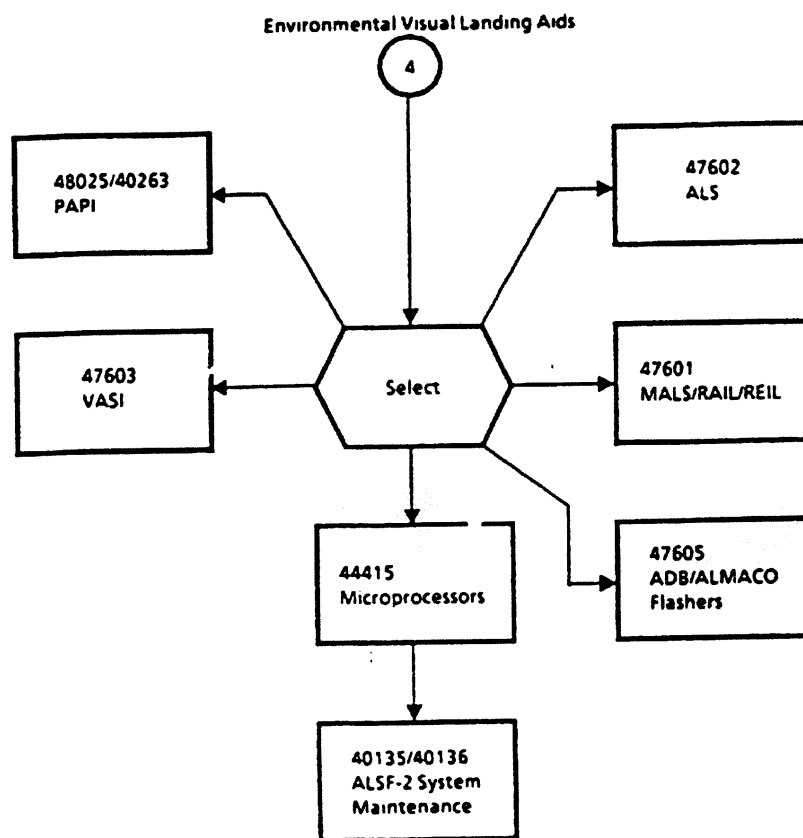 Environmental Visual Landing Aids
4
48025/40263
PAPI
47602
ALS
47603
VASI
Select
47601
MALS/RAIL/REIL
44415
Microprocessors
47605
ADB/ALMACO
Flashers
40135/40136
ALSF-2 System
Maintenance